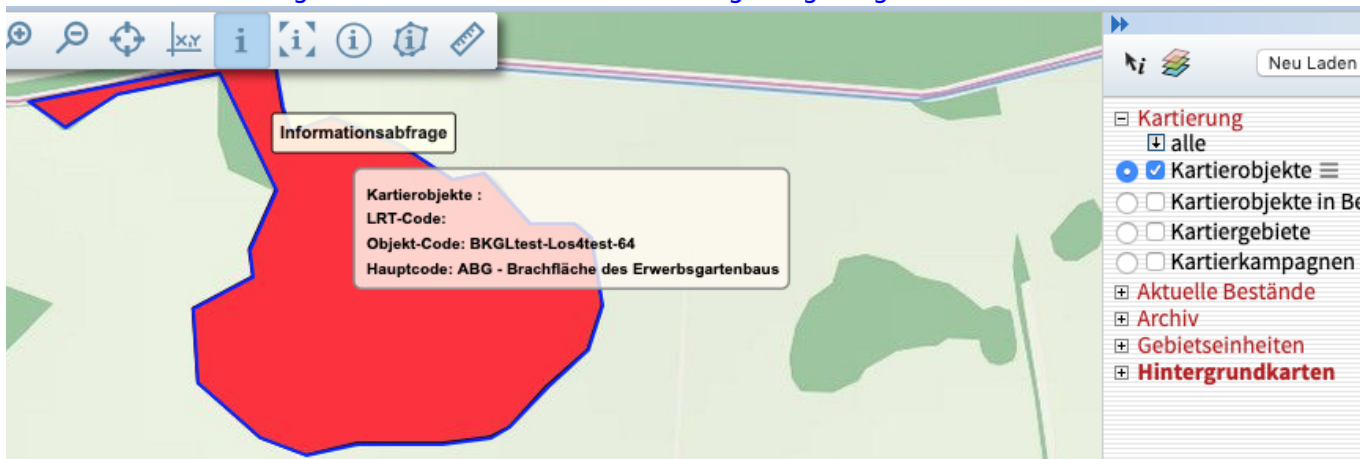 x,y
i
i
i
i
Informationsabfrage
Kartierobjekte :
LRT-Code:
Objekt-Code: BKGLtest-Los4test-64
Hauptcode: ABG - Brachfläche des Erwerbsgartenbaus
i
Neu Laden
Kartierung
alle
Kartierobjekte
Kartierobjekte in Be
Kartiergebiete
Kartierkampagnen
Aktuelle Bestände
Archiv
Gebietseinheiten
Hintergrundkarten